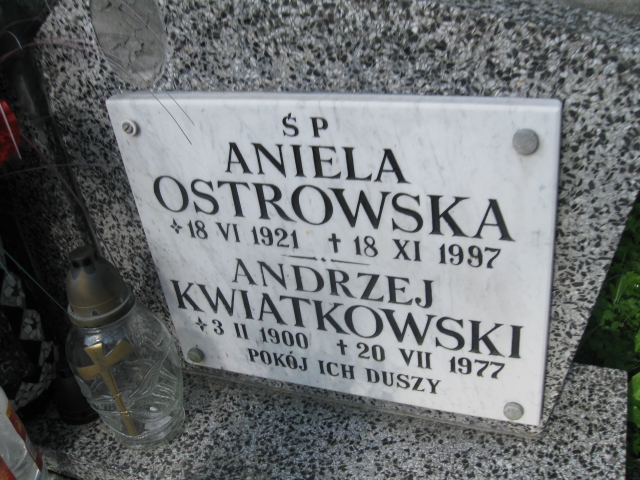 Ś P
ANIELA
OSTROWSKA
* 18 VI 1921 † 18 XI 1997
ANDRZEJ
KWIATKOWSKI
* 3 II 1900 † 20 VII 1977
POKÓJ ICH DUSZY